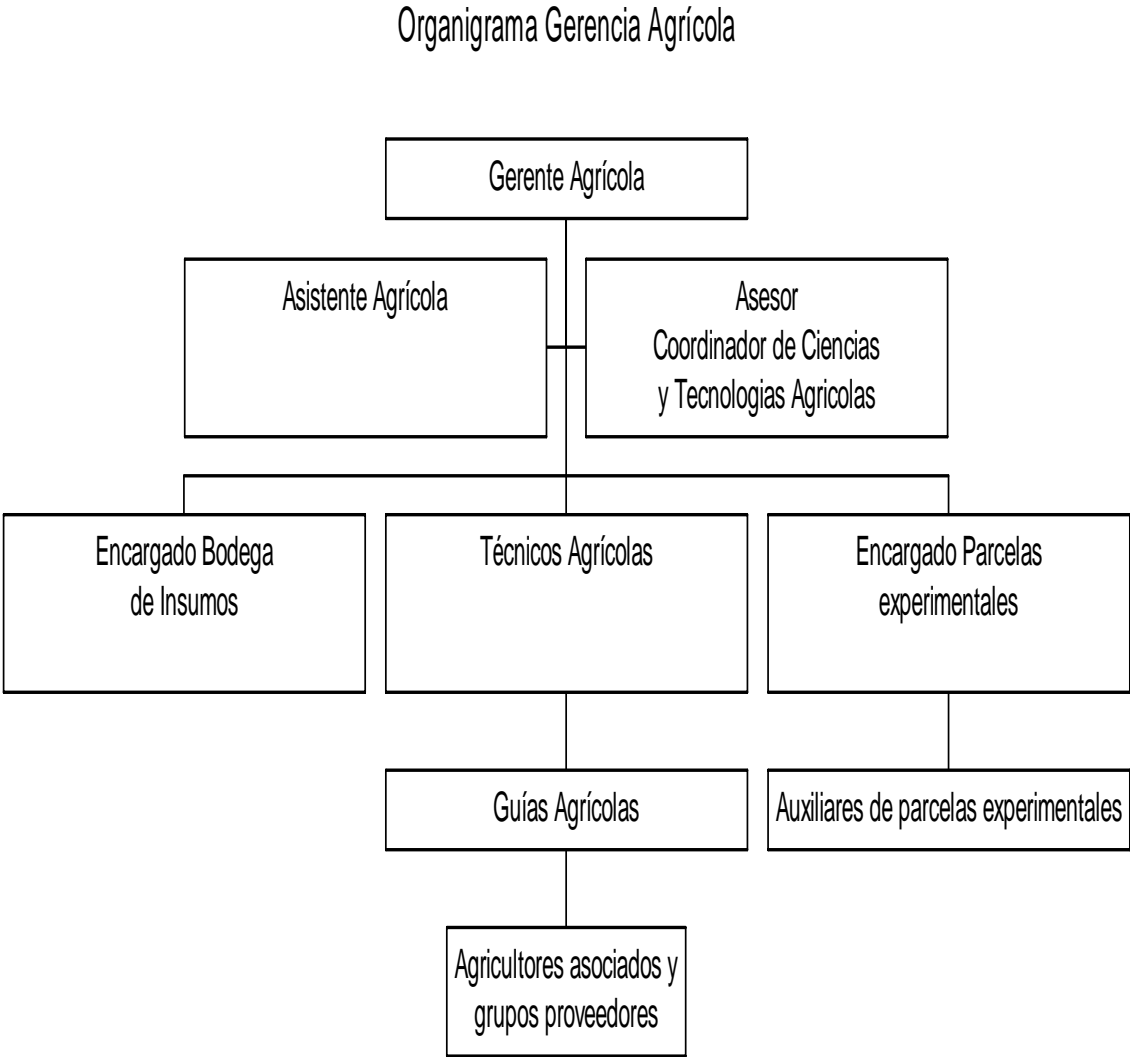 Organigrama Gerencia Agrícola
Gerente Agrícola
Asistente Agrícola
Asesor
Coordinador de Ciencias
y Tecnologias Agricolas
Encargado Bodega
de Insumos
Técnicos Agrícolas
Encargado Parcelas
experimentales
Guías Agrícolas
Auxiliares de parcelas experimentales
Agricultores asociados y
grupos proveedores